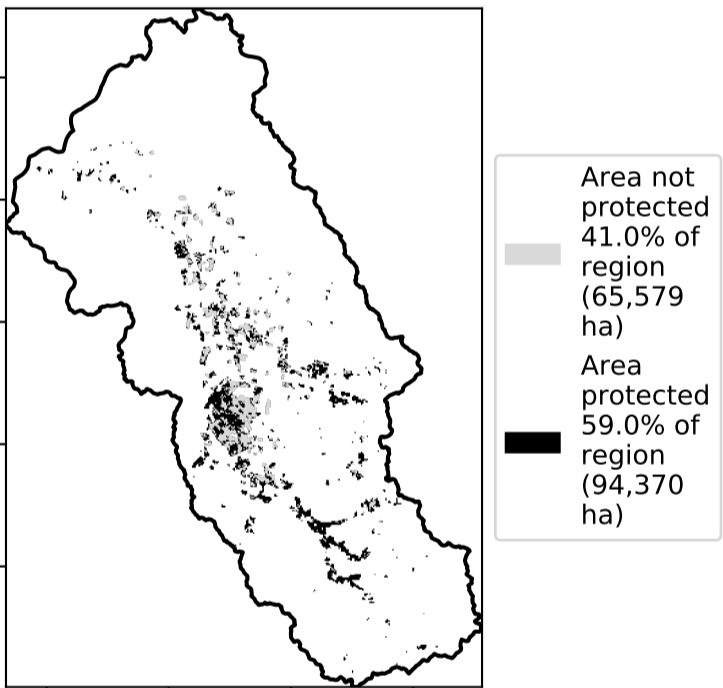 Area not
protected
41.0% of
region
(65,579
ha)
Area
protected
59.0% of
region
(94,370
ha)